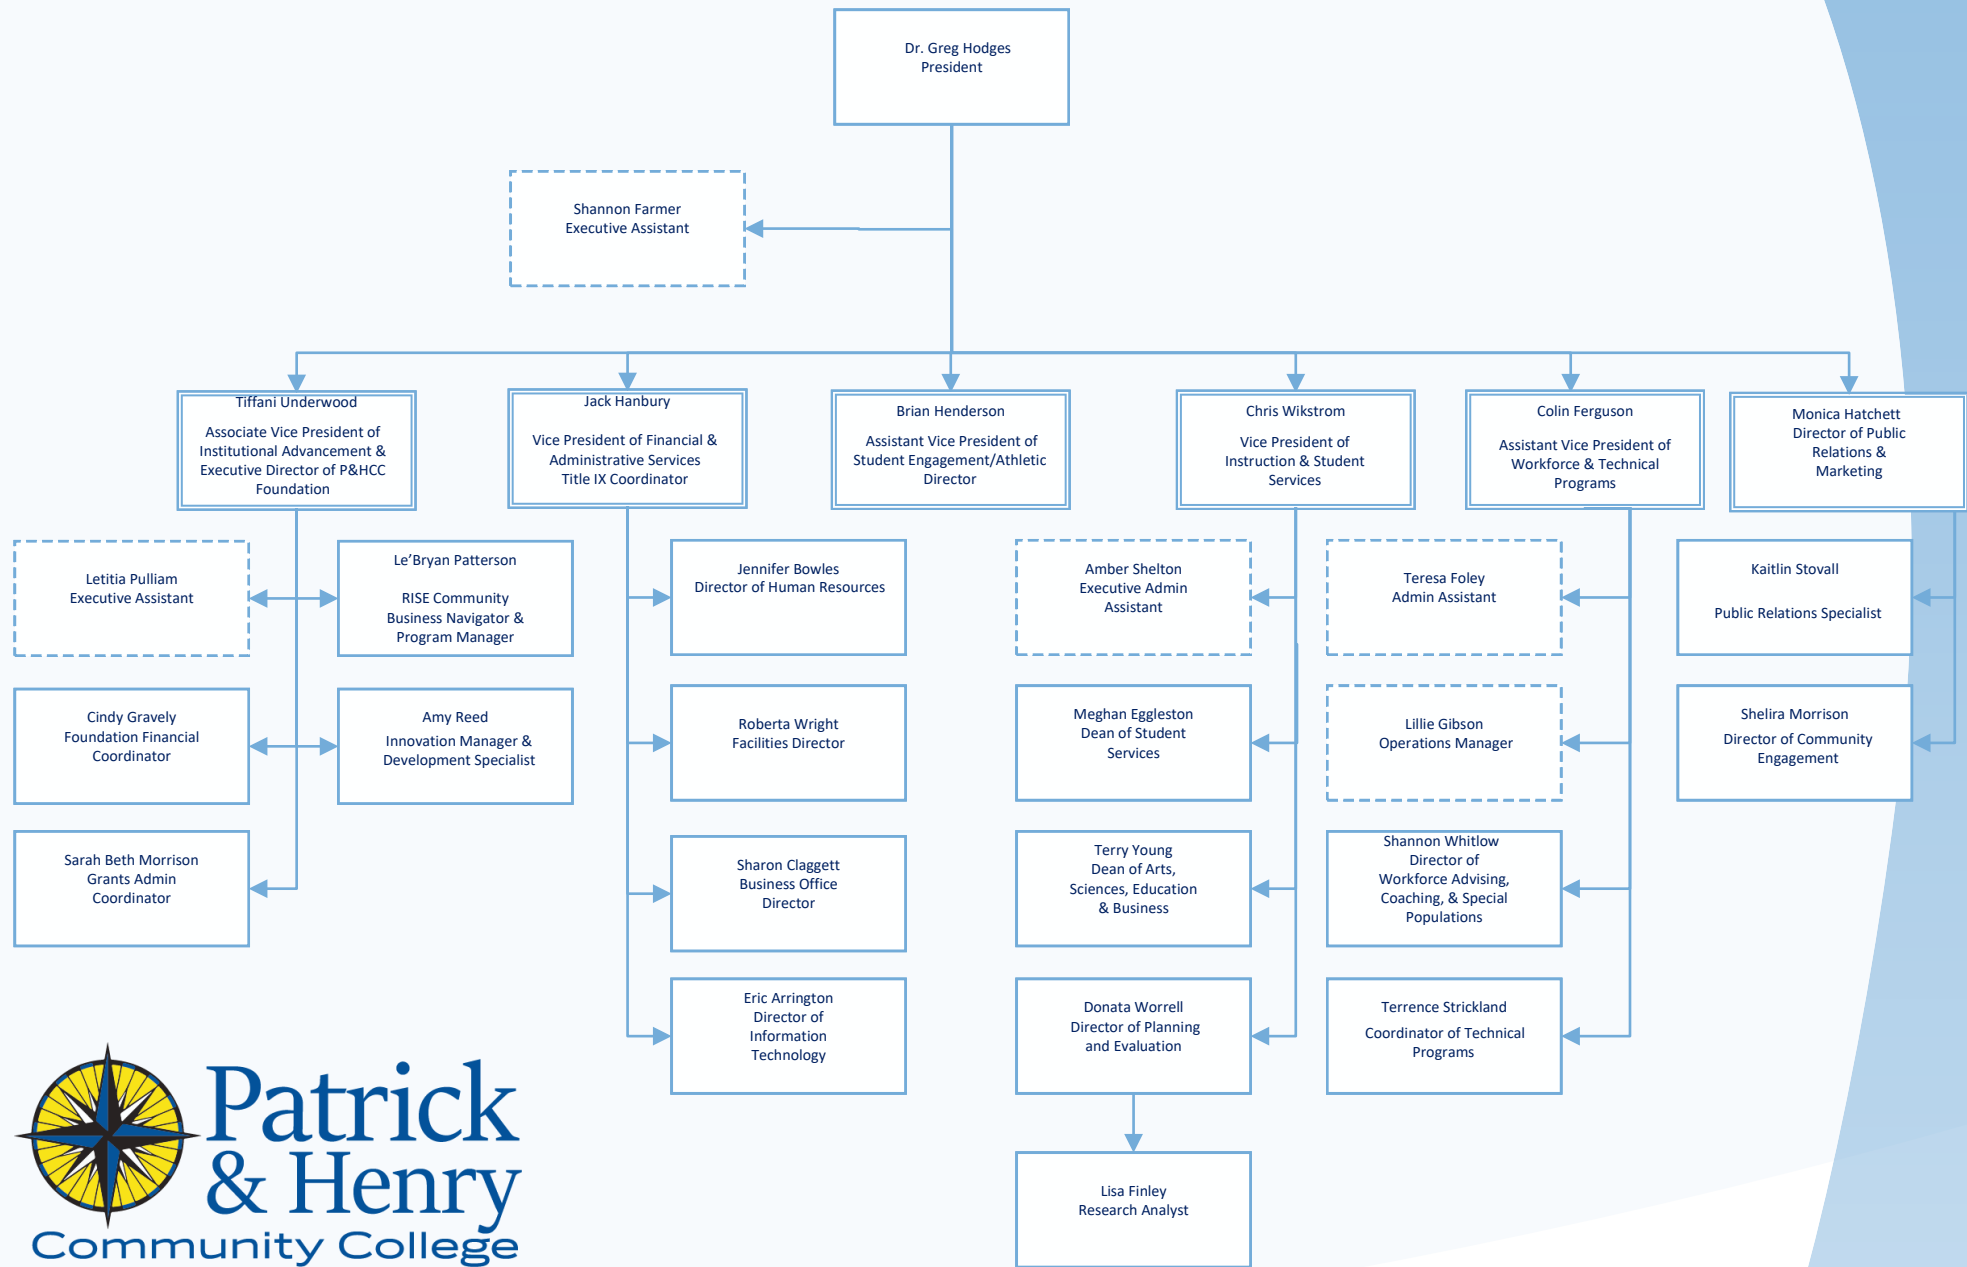 Dr. Greg Hodges
President
Shannon Farmer
Executive Assistant
Tiffani Underwood
Associate Vice President of
Institutional Advancement &
Executive Director of P&HCC
Foundation
Jack Hanbury
Vice President of Financial &
Administrative Services
Title IX Coordinator
Brian Henderson
Assistant Vice President of
Student Engagement/Athletic
Director
Chris Wikstrom
Vice President of
Instruction & Student
Services
Colin Ferguson
Assistant Vice President of
Workforce & Technical
Programs
Monica Hatchett
Director of Public
Relations &
Marketing
Letitia Pulliam
Executive Assistant
Le’Bryan Patterson
RISE Community
Business Navigator &
Program Manager
Jennifer Bowles
Director of Human Resources
Amber Shelton
Executive Admin
Assistant
Teresa Foley
Admin Assistant
Kaitlin Stovall
Public Relations Specialist
Cindy Gravely
Foundation Financial
Coordinator
Amy Reed
Innovation Manager &
Development Specialist
Roberta Wright
Facilities Director
Meghan Eggleston
Dean of Student
Services
Lillie Gibson
Operations Manager
Shelira Morrison
Director of Community
Engagement
Sarah Beth Morrison
Grants Admin
Coordinator
Sharon Claggett
Business Office
Director
Terry Young
Dean of Arts,
Sciences, Education
& Business
Shannon Whitlow
Director of
Workforce Advising,
Coaching, & Special
Populations
Eric Arrington
Director of
Information
Technology
Donata Worrell
Director of Planning
and Evaluation
Terrence Strickland
Coordinator of Technical
Programs
Lisa Finley
Research Analyst
Patrick
& Henry
Community College